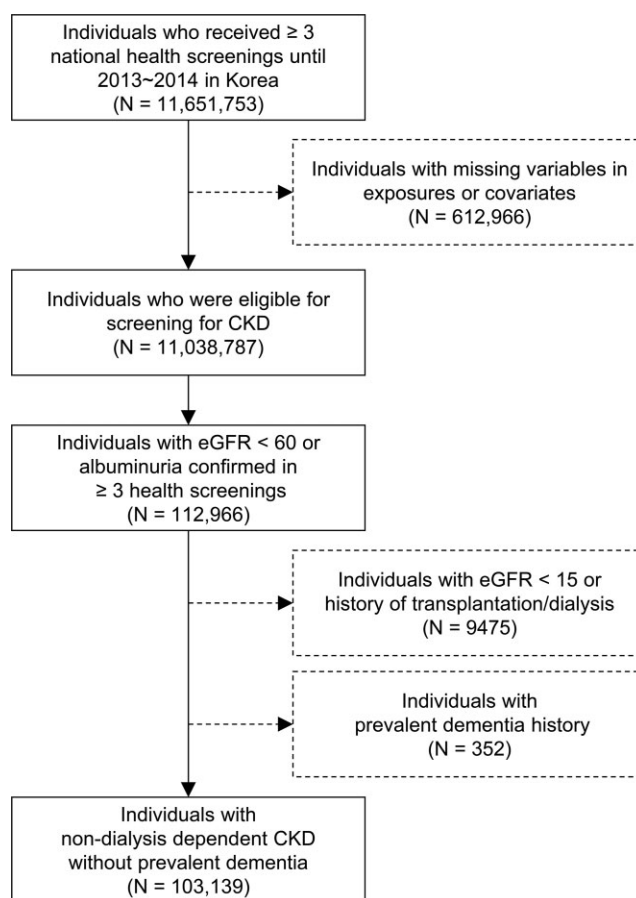 Individuals who received ≥ 3
national health screenings until
2013~2014 in Korea
(N = 11,651,753)
Individuals with missing variables in
exposures or covariates
(N = 612,966)
Individuals who were eligible for
screening for CKD
(N = 11,038,787)
Individuals with eGFR < 60 or
albuminuria confirmed in
≥ 3 health screenings
(N = 112,966)
Individuals with eGFR < 15 or
history of transplantation/dialysis
(N = 9475)
Individuals with
prevalent dementia history
(N = 352)
Individuals with
non-dialysis dependent CKD
without prevalent dementia
(N = 103,139)